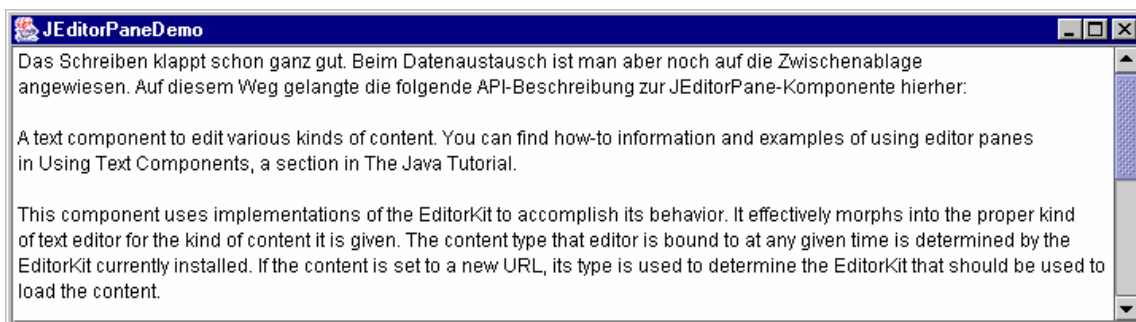 JEditorPaneDemo
Das Schreiben klappt schon ganz gut. Beim Datenaustausch ist man aber noch auf die Zwischenablage
angewiesen. Auf diesem Weg gelangte die folgende API-Beschreibung zur JEditorPane-Komponente hierher:
A text component to edit various kinds of content. You can find how-to information and examples of using editor panes
in Using Text Components, a section in The Java Tutorial.
This component uses implementations of the EditorKit to accomplish its behavior. It effectively morphs into the proper kind
of text editor for the kind of content it is given. The content type that editor is bound to at any given time is determined by the
EditorKit currently installed. If the content is set to a new URL, its type is used to determine the EditorKit that should be used to
load the content.